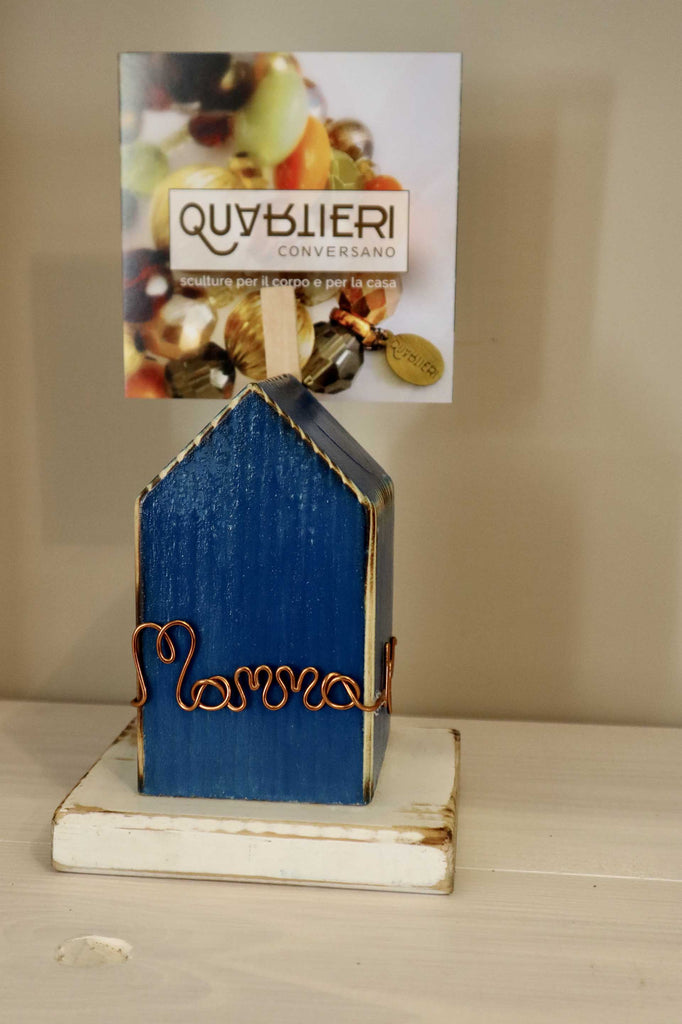 QUARTIERI
CONVERSANO
sculture per il corpo e per la casa
QUARTIERI
Mamma